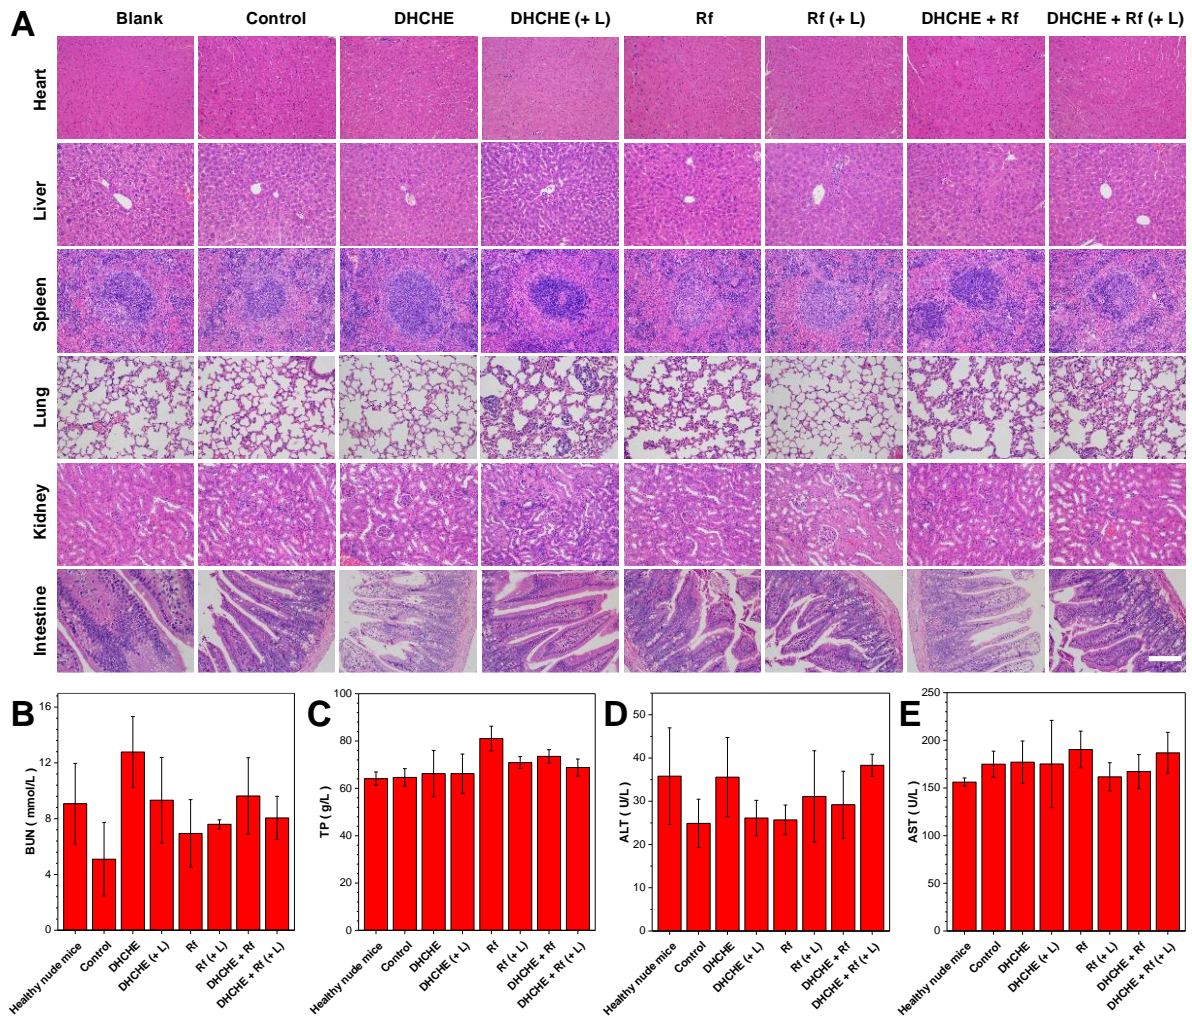 A
Blank Control DHCHE DHCHE (+ L) Rf Rf (+ L) DHCHE + Rf DHCHE + Rf (+ L)
Heart
Liver
Spleen
Lung
Kidney
Intestine
B
BUN ( mmol/L )
16
12
8
4
0
Healthy nude mice
Control
DHCHE
DHCHE (+ L)
Rf
Rf (+ L)
DHCHE + Rf
DHCHE + Rf (+ L)
C
TP ( g/L )
100
80
60
40
20
0
Healthy nude mice
Control
DHCHE
DHCHE (+ L)
Rf
Rf (+ L)
DHCHE + Rf
DHCHE + Rf (+ L)
D
ALT ( U/L )
50
40
30
20
10
0
Healthy nude mice
Control
DHCHE
DHCHE (+ L)
Rf
Rf (+ L)
DHCHE + Rf
DHCHE + Rf (+ L)
E
AST ( U/L )
250
200
150
100
50
0
Healthy nude mice
Control
DHCHE
DHCHE (+ L)
Rf
Rf (+ L)
DHCHE + Rf
DHCHE + Rf (+ L)